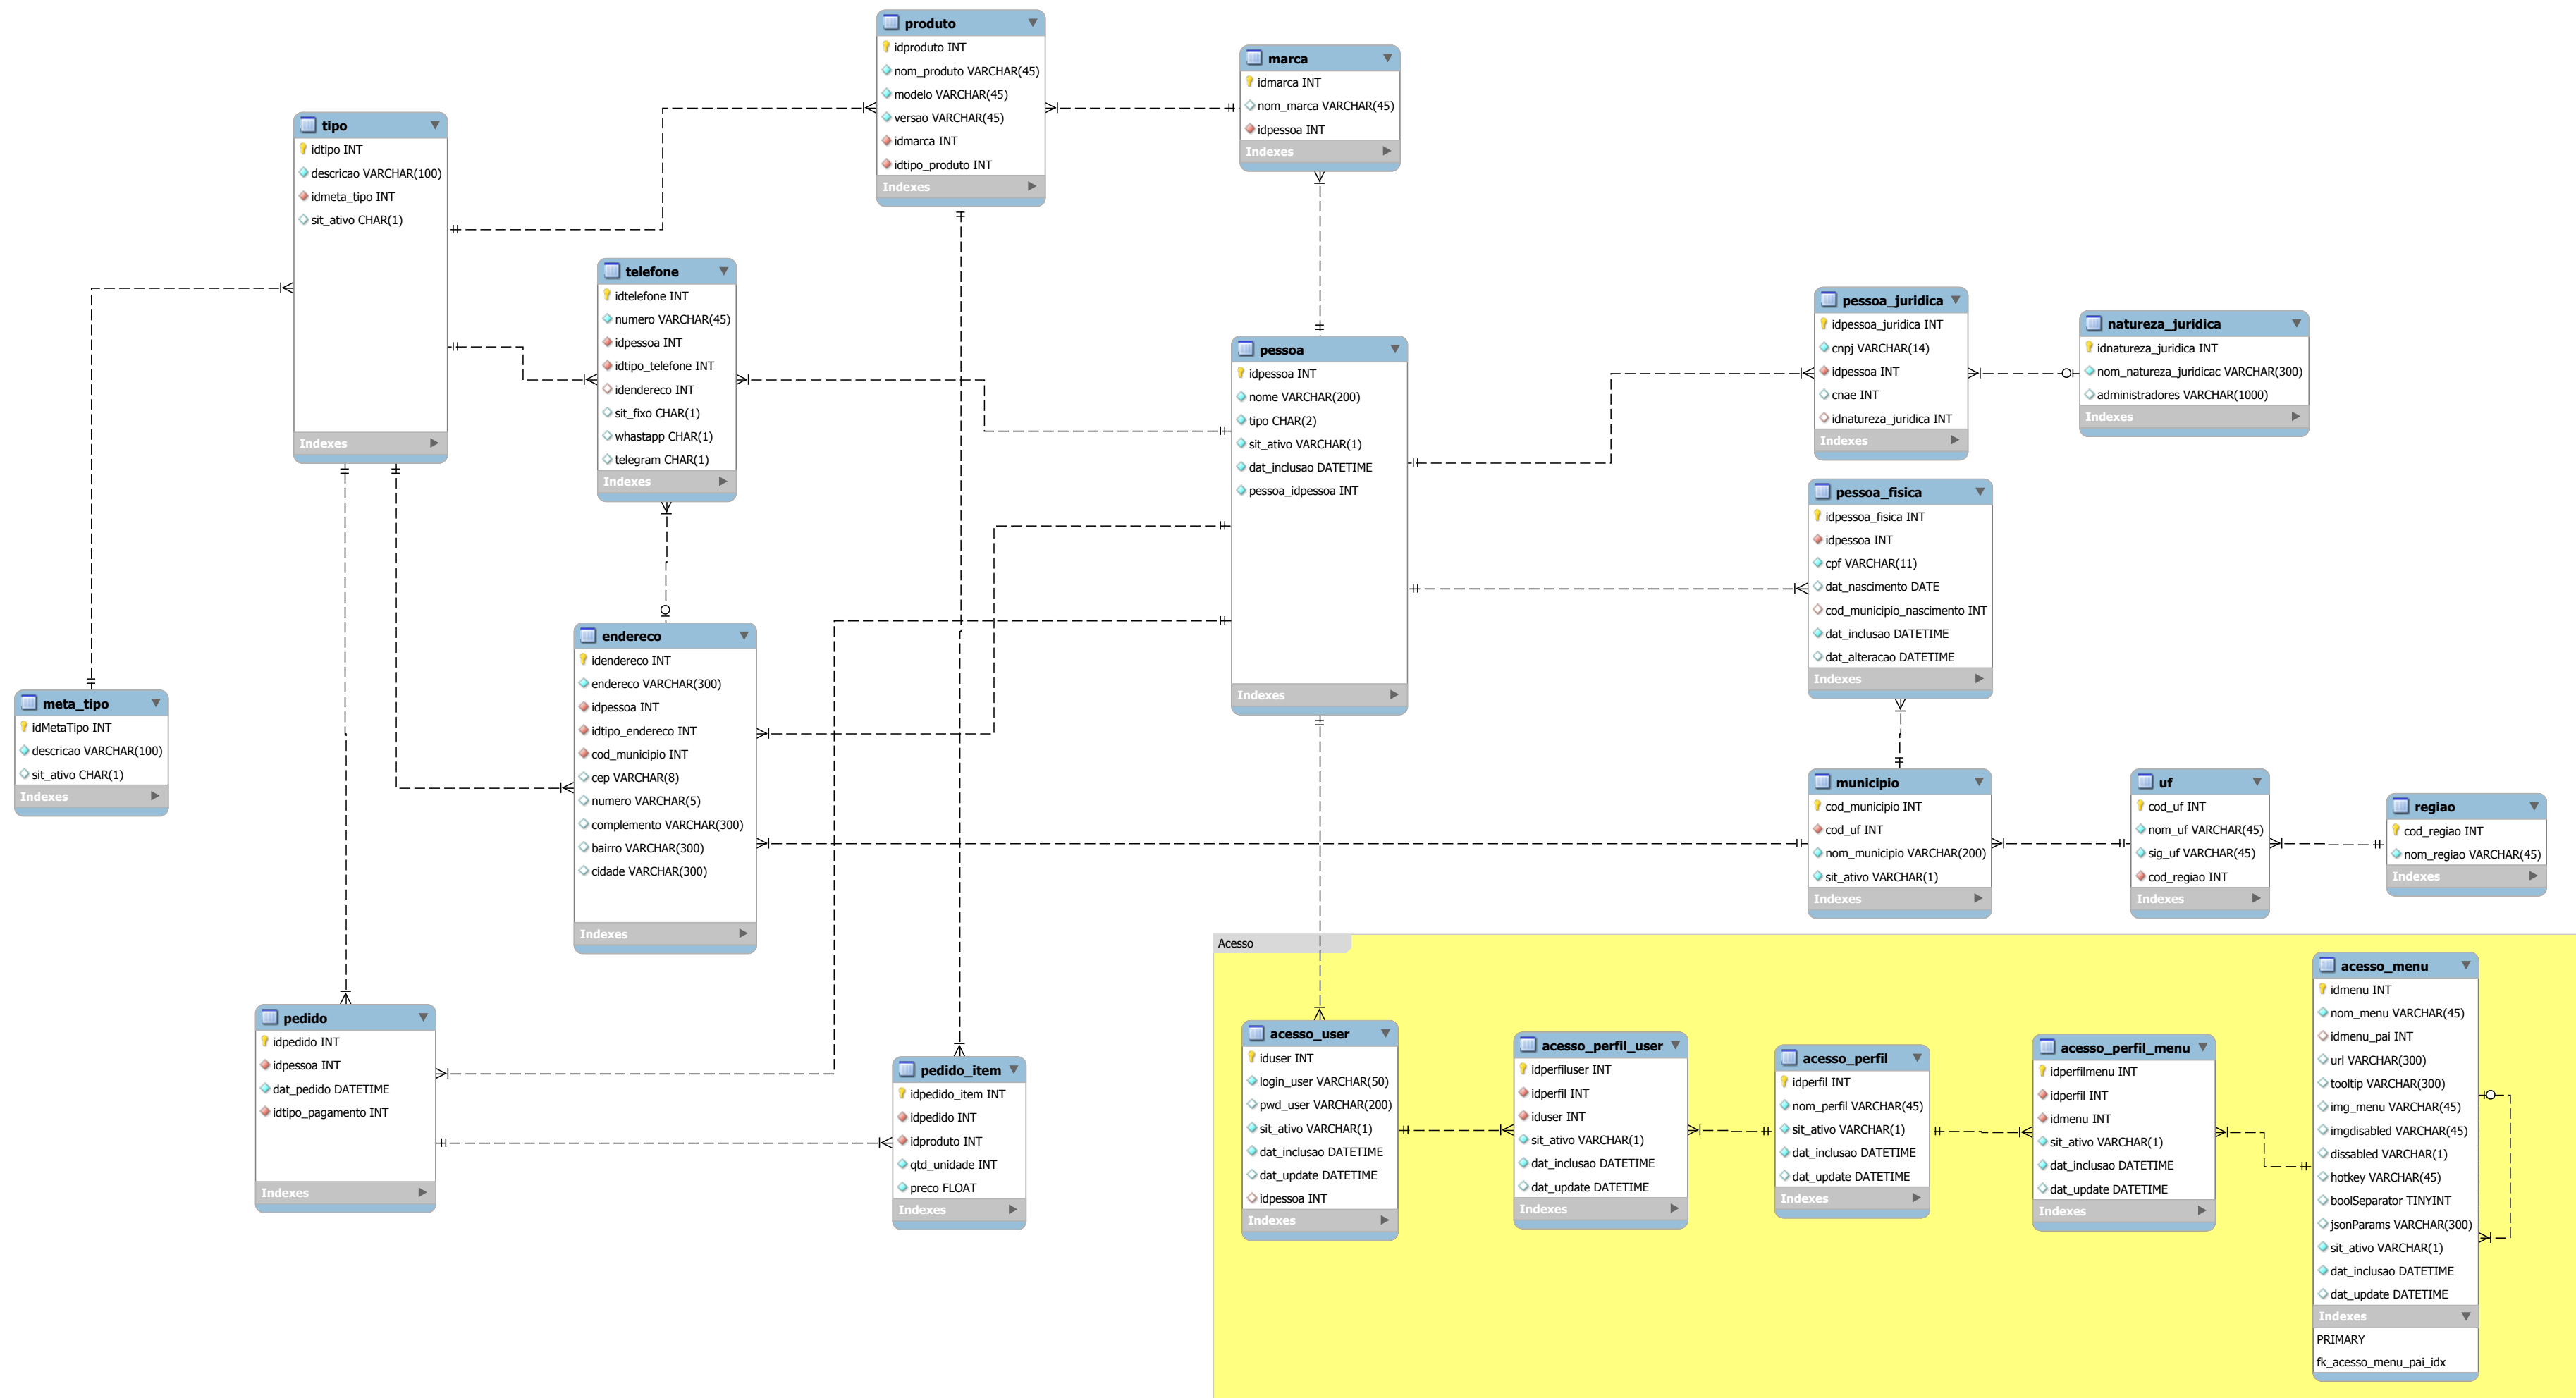 produto
idproduto INT
nom_produto VARCHAR(45)
modelo VARCHAR(45)
versao VARCHAR(45)
idmarca INT
idtipo_produto INT
Indexes
marca
idmarca INT
nom_marca VARCHAR(45)
idpessoa INT
Indexes
tipo
idtipo INT
descricao VARCHAR(100)
idmeta_tipo INT
sit_ativo CHAR(1)
Indexes
telefone
idtelefone INT
numero VARCHAR(45)
idpessoa INT
idtipo_telefone INT
idendereco INT
sit_fixo CHAR(1)
whastapp CHAR(1)
telegram CHAR(1)
Indexes
pessoa
idpessoa INT
nome VARCHAR(200)
tipo CHAR(2)
sit_ativo VARCHAR(1)
dat_inclusao DATETIME
pessoa_idpessoa INT
Indexes
pessoa_juridica
idpessoa_juridica INT
cnpj VARCHAR(14)
idpessoa INT
cnae INT
idnatureza_juridica INT
Indexes
natureza_juridica
idnatureza_juridica INT
nom_natureza_juridicac VARCHAR(300)
administradores VARCHAR(1000)
Indexes
pessoa_fisica
idpessoa_fisica INT
idpessoa INT
cpf VARCHAR(11)
dat_nascimento DATE
cod_municipio_nascimento INT
dat_inclusao DATETIME
dat_alteracao DATETIME
Indexes
meta_tipo
idMetaTipo INT
descricao VARCHAR(100)
sit_ativo CHAR(1)
Indexes
endereco
idendereco INT
endereco VARCHAR(300)
idpessoa INT
idtipo_endereco INT
cod_municipio INT
cep VARCHAR(8)
numero VARCHAR(5)
complemento VARCHAR(300)
bairro VARCHAR(300)
cidade VARCHAR(300)
Indexes
municipio
cod_municipio INT
cod_uf INT
nom_municipio VARCHAR(200)
sit_ativo VARCHAR(1)
Indexes
uf
cod_uf INT
nom_uf VARCHAR(45)
sig_uf VARCHAR(45)
cod_regiao INT
Indexes
regiao
cod_regiao INT
nom_regiao VARCHAR(45)
Indexes
pedido
idpedido INT
idpessoa INT
dat_pedido DATETIME
idtipo_pagamento INT
Indexes
pedido_item
idpedido_item INT
idpedido INT
idproduto INT
qtd_unidade INT
preco FLOAT
Indexes
Acesso
acesso_user
iduser INT
login_user VARCHAR(50)
pwd_user VARCHAR(200)
sit_ativo VARCHAR(1)
dat_inclusao DATETIME
dat_update DATETIME
idpessoa INT
Indexes
acesso_perfil_user
idperfiluser INT
idperfil INT
iduser INT
sit_ativo VARCHAR(1)
dat_inclusao DATETIME
dat_update DATETIME
Indexes
acesso_perfil
idperfil INT
nom_perfil VARCHAR(45)
sit_ativo VARCHAR(1)
dat_inclusao DATETIME
dat_update DATETIME
Indexes
acesso_perfil_menu
idperfilmenu INT
idperfil INT
idmenu INT
sit_ativo VARCHAR(1)
dat_inclusao DATETIME
dat_update DATETIME
Indexes
acesso_menu
idmenu INT
nom_menu VARCHAR(45)
idmenu_pai INT
url VARCHAR(300)
tooltip VARCHAR(300)
img_menu VARCHAR(45)
imgdisabled VARCHAR(45)
dissabled VARCHAR(1)
hotkey VARCHAR(45)
boolSeparator TINYINT
jsonParams VARCHAR(300)
sit_ativo VARCHAR(1)
dat_inclusao DATETIME
dat_update DATETIME
Indexes
PRIMARY
fk_acesso_menu_pai_idx